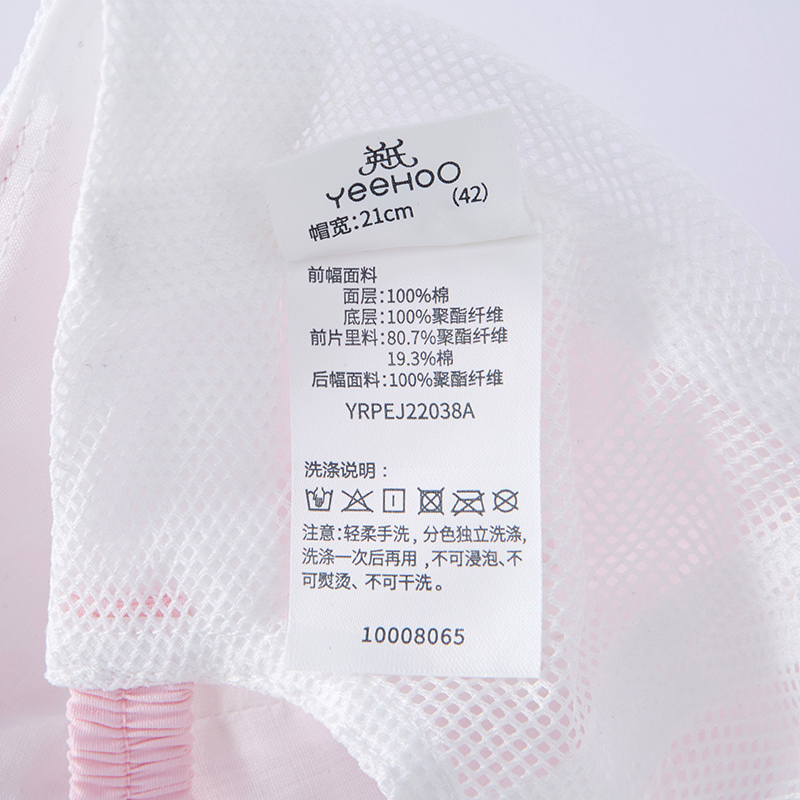 英氏
YeeHoO
帽宽:21cm
(42)
前幅面料
面层:100%棉
底层:100%聚酯纤维
前片里料:80.7%聚酯纤维
19.3%棉
后幅面料:100%聚酯纤维
YRPEJ22038A
洗涤说明:
注意:轻柔手洗,分色独立洗涤,
洗涤一次后再用,不可浸泡、不
可熨烫、不可干洗。
10008065